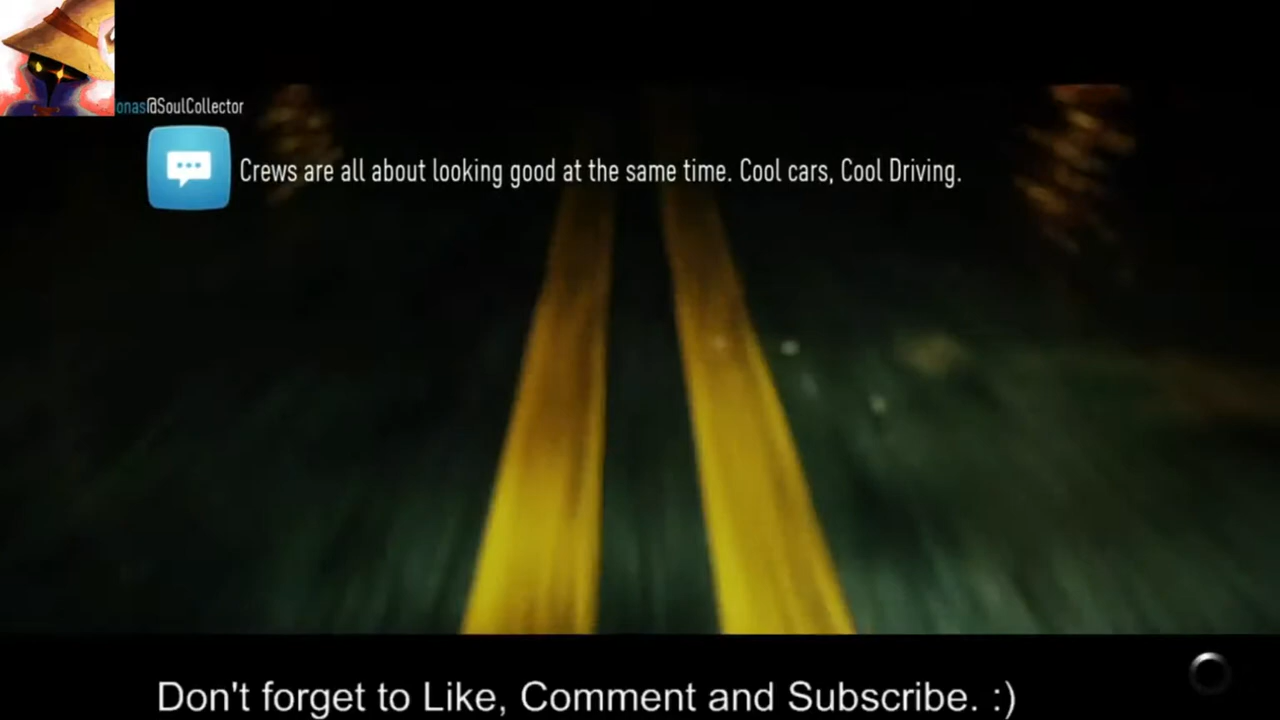 onas@SoulCollector
Crews are all about looking good at the same time. Cool cars, Cool Driving.
Don't forget to Like, Comment and Subscribe. :)